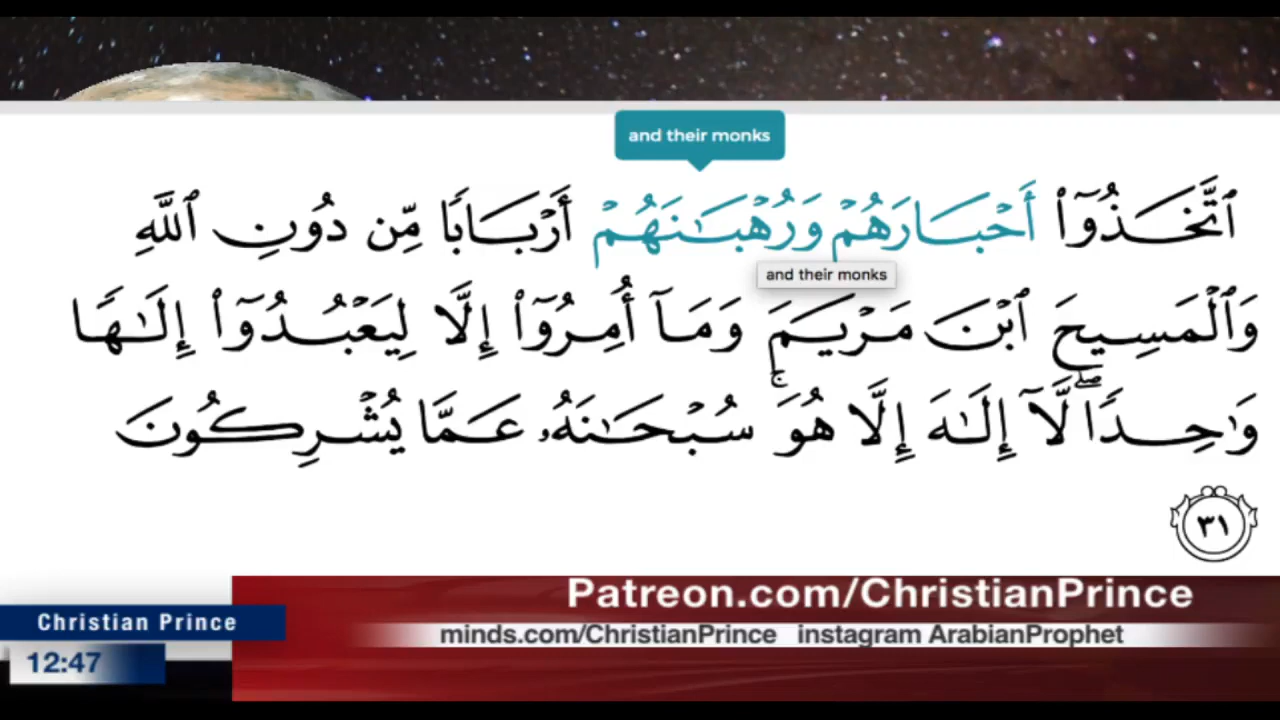 and their monks
ٱتَّخَذُوٓا۟ أَحْبَارَهُمْ وَرُهْبَـٰنَهُمْ أَرْبَابًا مِّن دُونِ ٱللَّهِ
and their monks
وَٱلْمَسِيحَ ٱبْنَ مَرْيَمَ وَمَآ أُمِرُوٓا۟ إِلَّا لِيَعْبُدُوٓا۟ إِلَـٰهًا
وَٰحِدًا ۖ لَّآ إِلَـٰهَ إِلَّا هُوَ ۚ سُبْحَـٰنَهُۥ عَمَّا يُشْرِكُونَ
٣١
Patreon.com/ChristianPrince
Christian Prince
minds.com/ChristianPrince instagram ArabianProphet
12:47